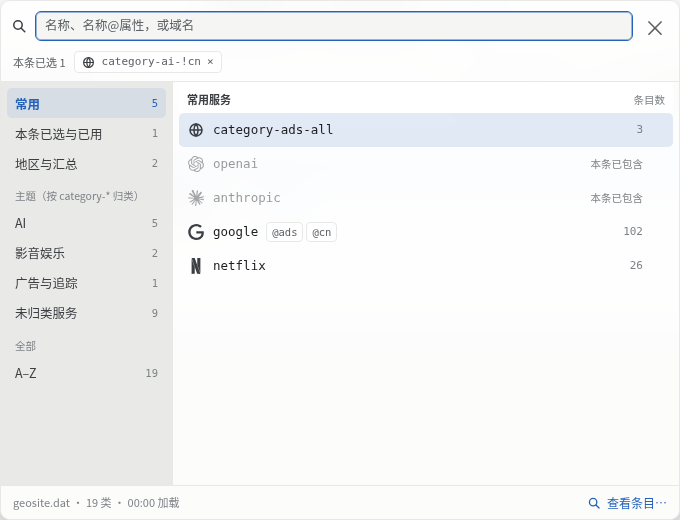 名称、名称@属性，或域名
本条已选 1 category-ai-!cn ×
常用 5
本条已选与已用 1
地区与汇总 2
主题（按 category-* 归类）
AI 5
影音娱乐 2
广告与追踪 1
未归类服务 9
全部
A–Z 19
常用服务 条目数
category-ads-all 3
openai 本条已包含
anthropic 本条已包含
google @ads @cn 102
netflix 26
geosite.dat · 19 类 · 00:00 加载
查看条目…